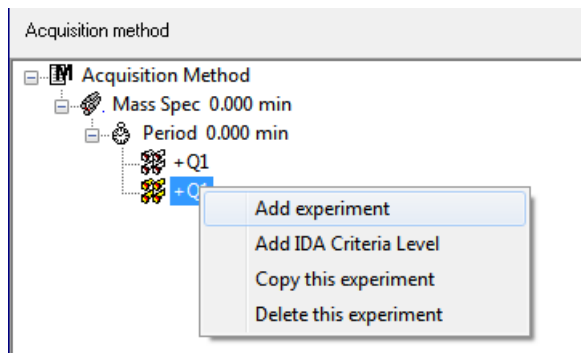 Acquisition method
Acquisition Method
Mass Spec 0.000 min
Period 0.000 min
+Q1
+Q1
Add experiment
Add IDA Criteria Level
Copy this experiment
Delete this experiment